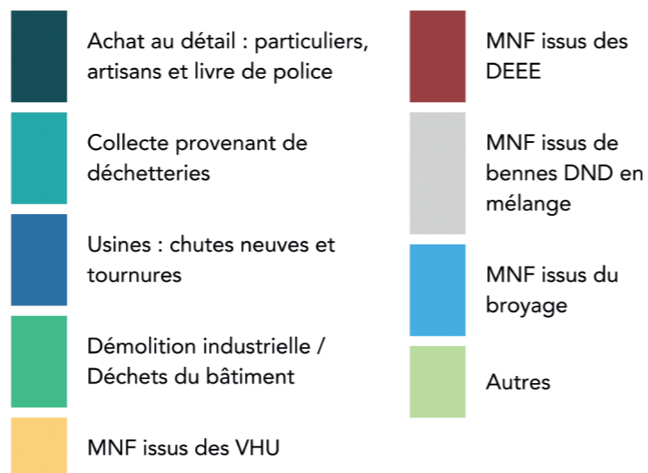 Achat au détail : particuliers,
artisans et livre de police
Collecte provenant de
déchetteries
Usines : chutes neuves et
tournures
Démolition industrielle /
Déchets du bâtiment
MNF issus des VHU
MNF issus des
DEEE
MNF issus de
bennes DND en
mélange
MNF issus du
broyage
Autres